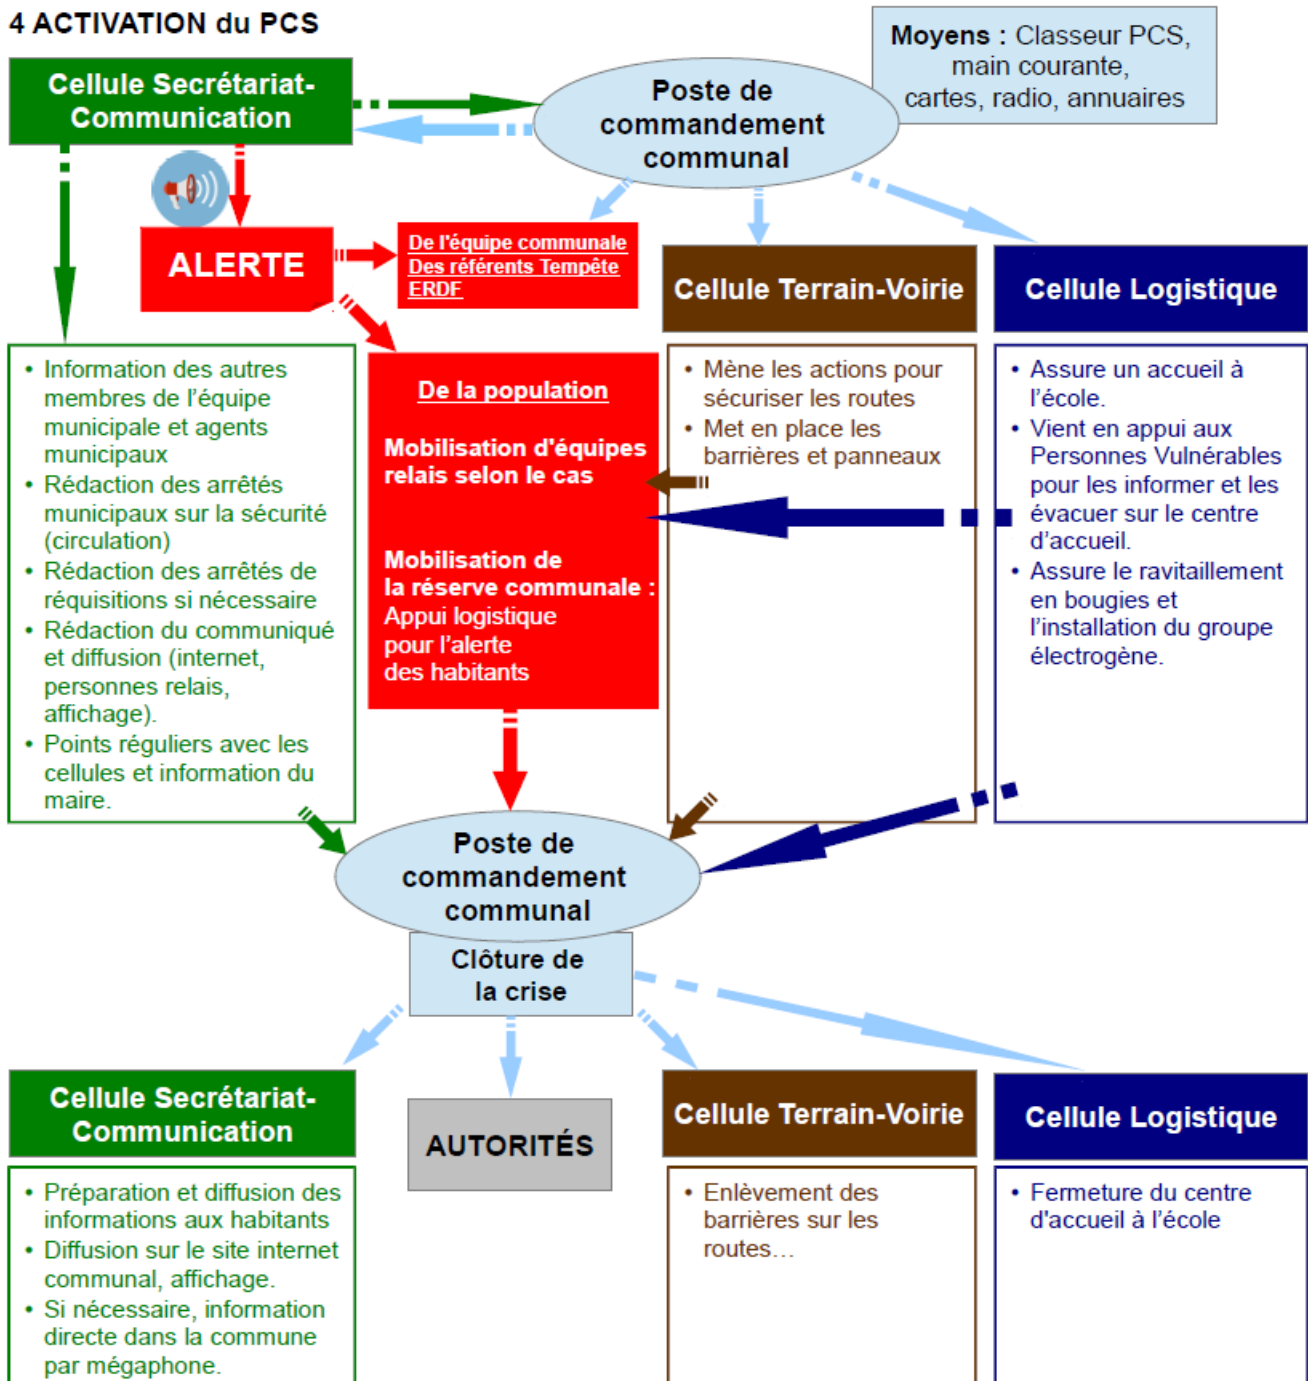 4 ACTIVATION du PCS
Moyens : Classeur PCS,
main courante,
cartes, radio, annuaires
Cellule Secrétariat-
Communication
Poste de
commandement
communal
ALERTE
De l'équipe communale
Des référents Tempête
ERDF
Cellule Terrain-Voirie
Cellule Logistique
• Information des autres
membres de l'équipe
municipale et agents
municipaux
• Rédaction des arrêtés
municipaux sur la sécurité
(circulation)
• Rédaction des arrêtés de
réquisitions si nécessaire
• Rédaction du communiqué
et diffusion (internet,
personnes relais,
affichage).
• Points réguliers avec les
cellules et information du
maire.
De la population
Mobilisation d'équipes
relais selon le cas
Mobilisation de
la réserve communale :
Appui logistique
pour l'alerte
des habitants
• Mène les actions pour
sécuriser les routes
• Met en place les
barrières et panneaux
• Assure un accueil à
l'école.
• Vient en appui aux
Personnes Vulnérables
pour les informer et les
évacuer sur le centre
d'accueil.
• Assure le ravitaillement
en bougies et
l'installation du groupe
électrogène.
Poste de
commandement
communal
Clôture de
la crise
Cellule Secrétariat-
Communication
AUTORITÉS
Cellule Terrain-Voirie
Cellule Logistique
• Préparation et diffusion des
informations aux habitants
• Diffusion sur le site internet
communal, affichage.
• Si nécessaire, information
directe dans la commune
par mégaphone.
• Enlèvement des
barrières sur les
routes…
• Fermeture du centre
d'accueil à l'école